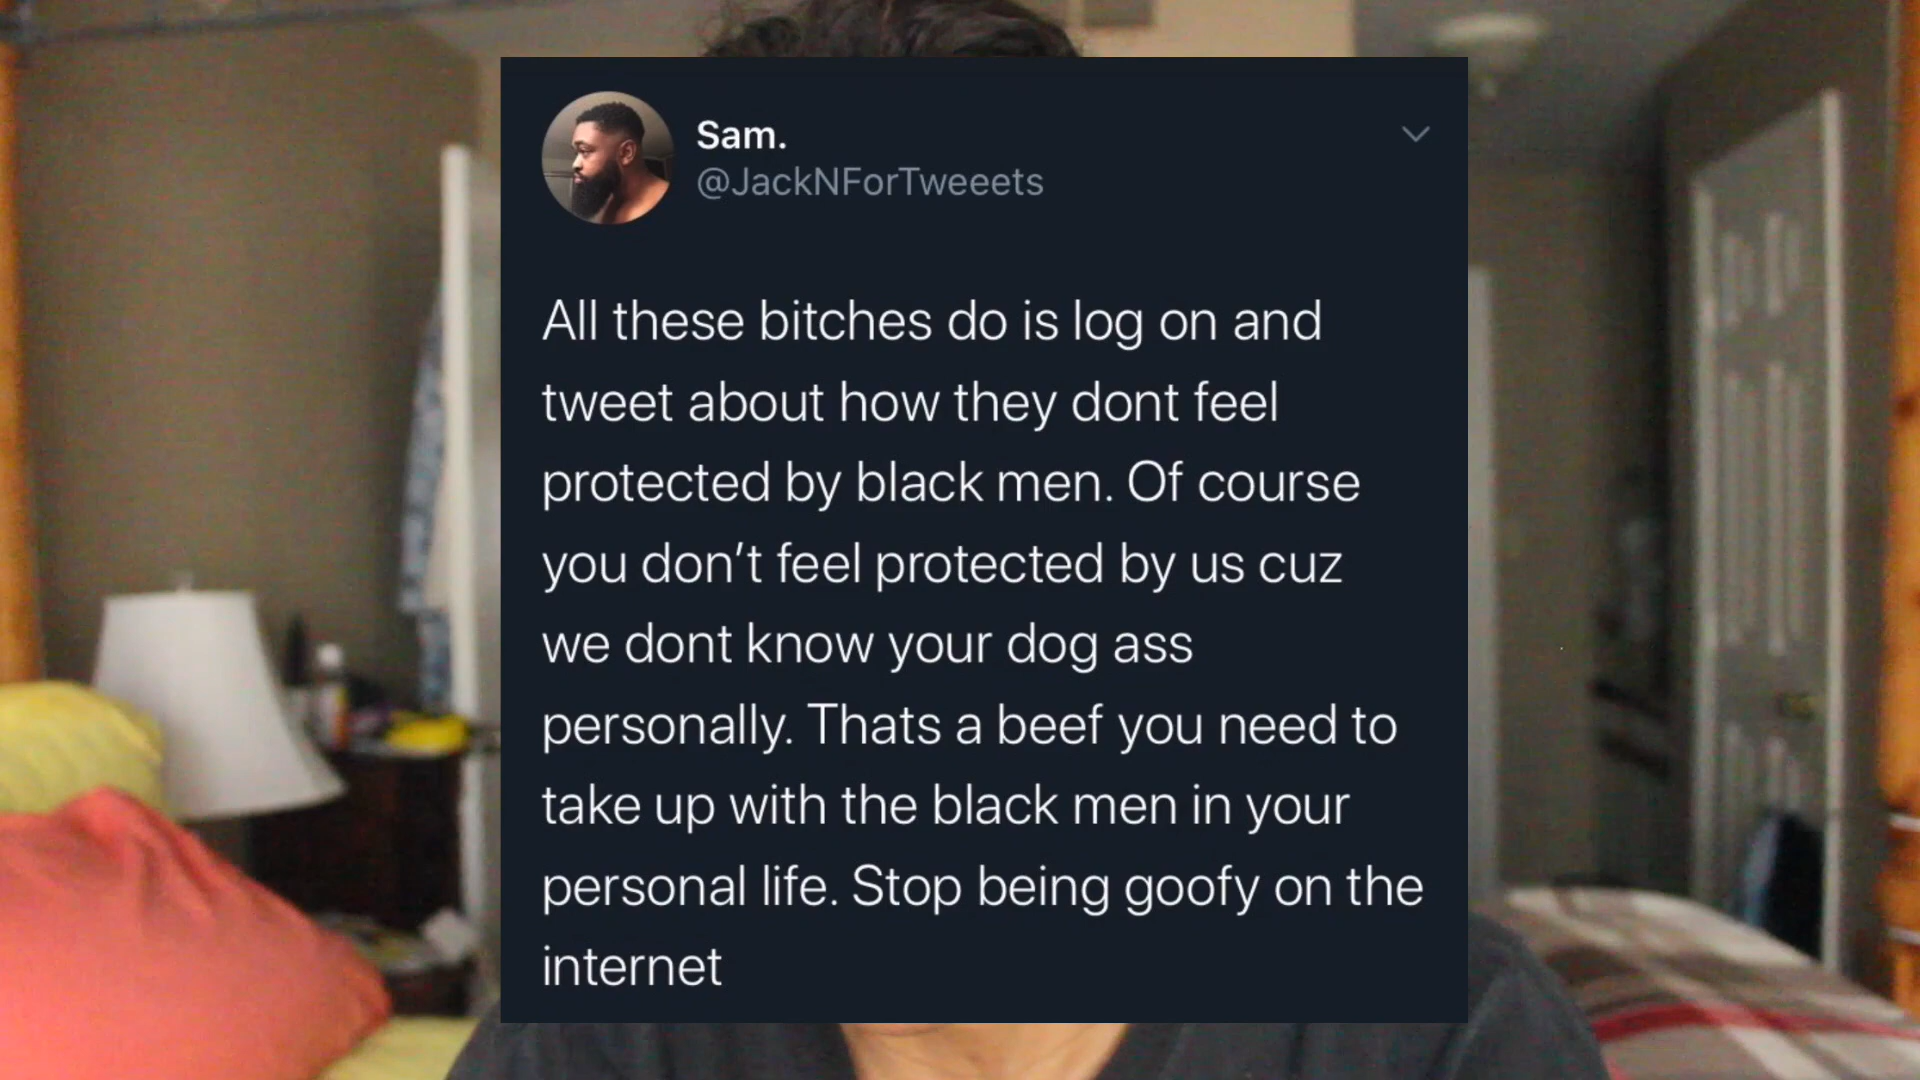 Sam.
@JackNForTweeets
All these bitches do is log on and
tweet about how they dont feel
protected by black men. Of course
you don't feel protected by us cuz
we dont know your dog ass
personally. Thats a beef you need to
take up with the black men in your
personal life. Stop being goofy on the
internet